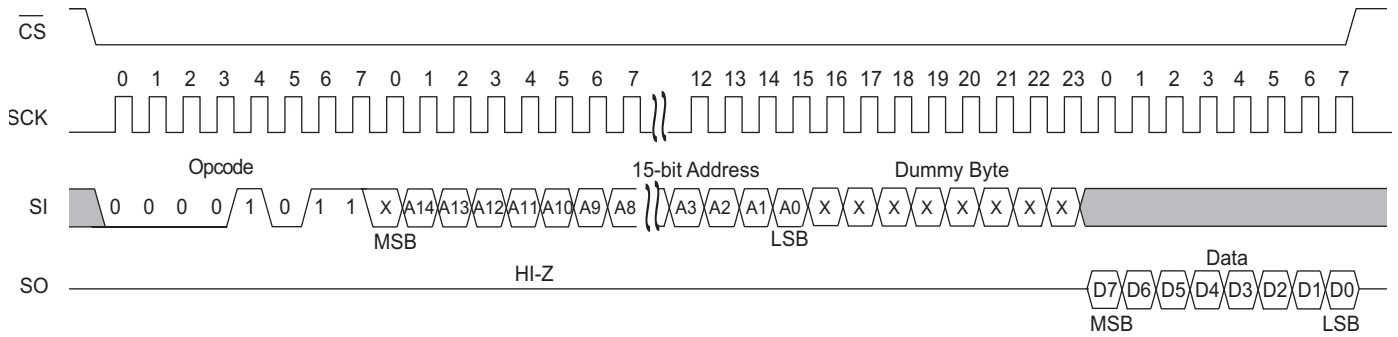 CS
0 1 2 3 4 5 6 7 0 1 2 3 4 5 6 7 12 13 14 15 16 17 18 19 20 21 22 23 0 1 2 3 4 5 6 7
SCK
Opcode 15-bit Address Dummy Byte
SI 0 0 0 0 1 0 1 1 X A14 A13 A12 A11 A10 A9 A8 A3 A2 A1 A0 X X X X X X X X
MSB LSB
HI-Z Data
SO D7 D6 D5 D4 D3 D2 D1 D0
MSB LSB